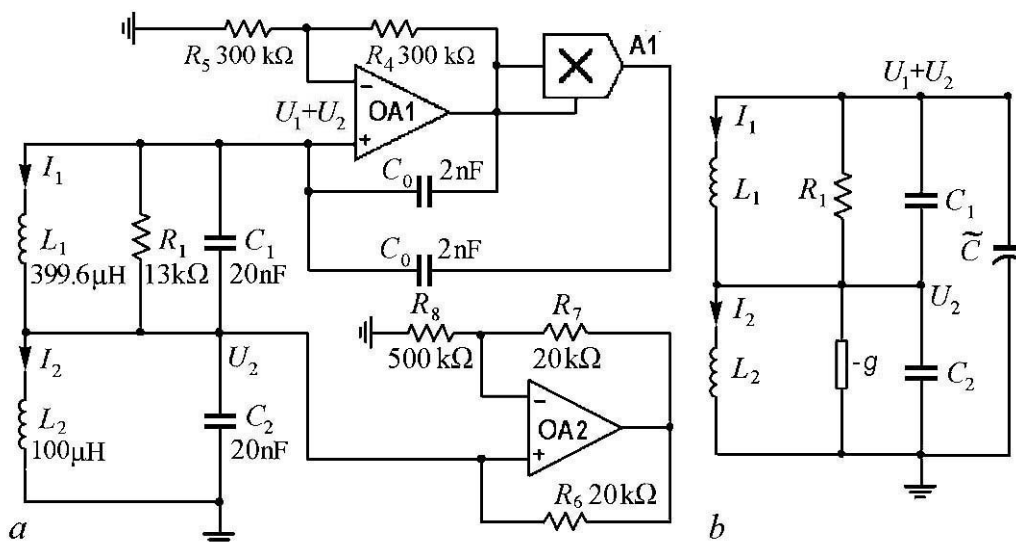 A1
R5 300 kΩ
R4 300 kΩ
OA1
U1+U2
C0
2nF
C0
2nF
I1
L1
399.6μH
R1
13kΩ
C1
20nF
I2
U2
L2
100μH
C2
20nF
R8
500 kΩ
R7
20kΩ
OA2
R6 20kΩ
a
U1+U2
I1
L1
R1
C1
C̃
I2
U2
L2
-g
C2
b